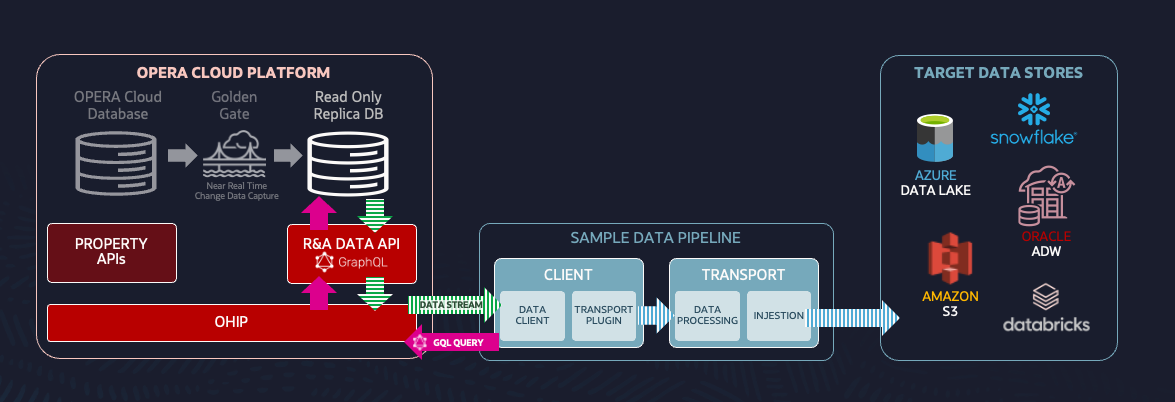 OPERA CLOUD PLATFORM
OPERA Cloud
Database
Golden
Gate
Read Only
Replica DB
Near Real Time
Change Data Capture
PROPERTY
APIs
R&A DATA API
GraphQL
OHIP
DATA STREAM
GQL QUERY
SAMPLE DATA PIPELINE
CLIENT
DATA
CLIENT
TRANSPORT
PLUGIN
TRANSPORT
DATA
PROCESSING
INJESTION
TARGET DATA STORES
AZURE
DATA LAKE
snowflake®
A
ORACLE
ADW
AMAZON
S3
databricks